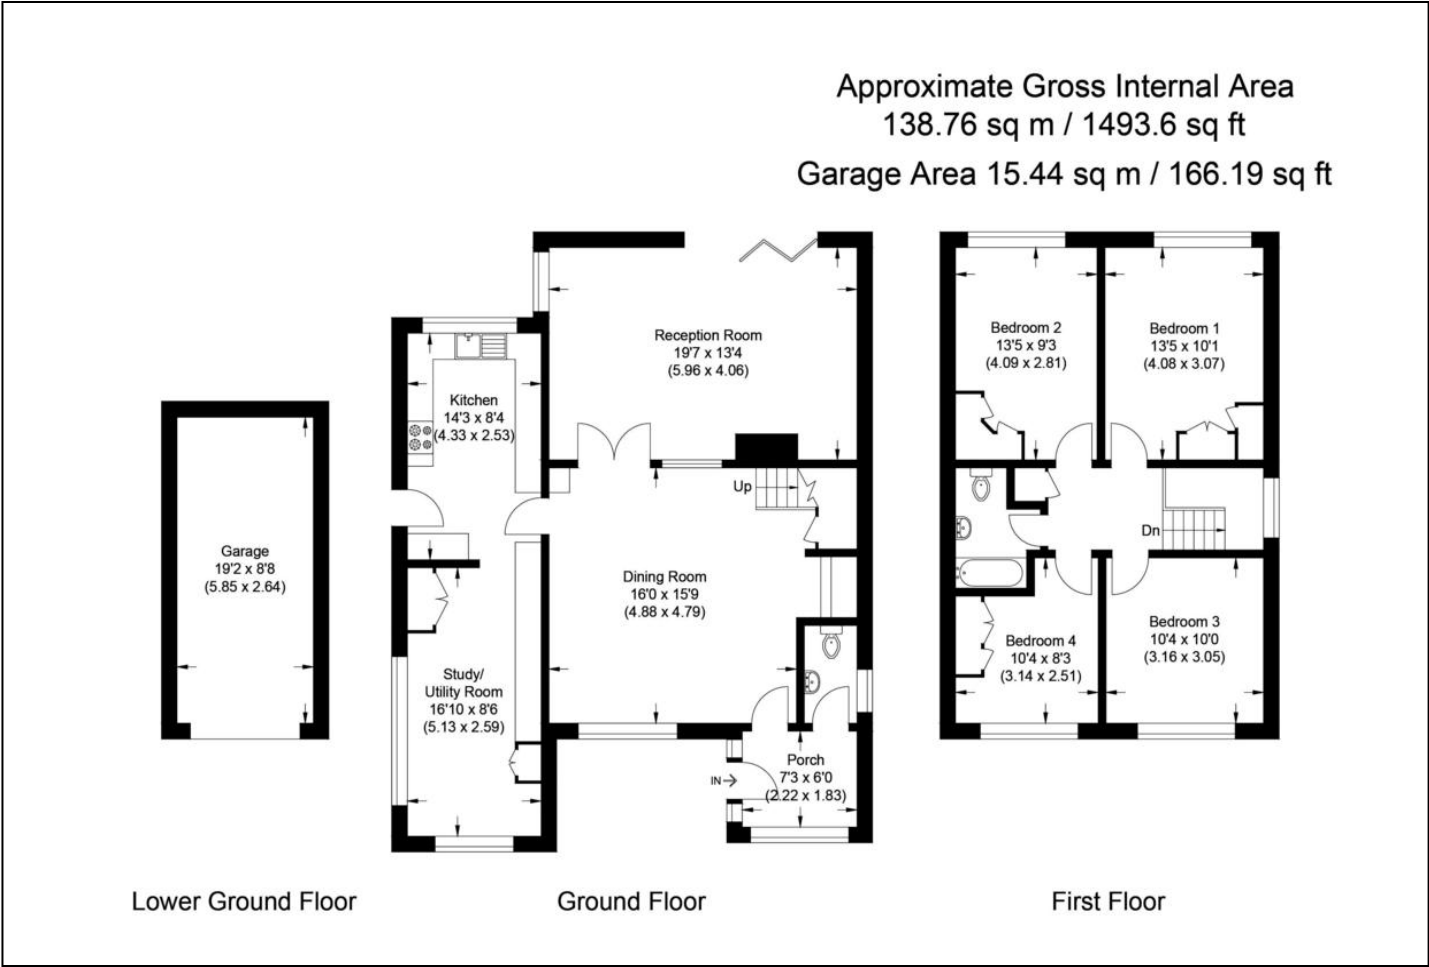 Approximate Gross Internal Area
138.76 sq m / 1493.6 sq ft
Garage Area 15.44 sq m / 166.19 sq ft
Garage
19'2 x 8'8
(5.85 x 2.64)
Lower Ground Floor
Reception Room
19'7 x 13'4
(5.96 x 4.06)
Kitchen
14'3 x 8'4
(4.33 x 2.53)
Up
Dining Room
16'0 x 15'9
(4.88 x 4.79)
Study/
Utility Room
16'10 x 8'6
(5.13 x 2.59)
IN
Porch
7'3 x 6'0
(2.22 x 1.83)
Ground Floor
Bedroom 2
13'5 x 9'3
(4.09 x 2.81)
Bedroom 1
13'5 x 10'1
(4.08 x 3.07)
Dn
Bedroom 4
10'4 x 8'3
(3.14 x 2.51)
Bedroom 3
10'4 x 10'0
(3.16 x 3.05)
First Floor